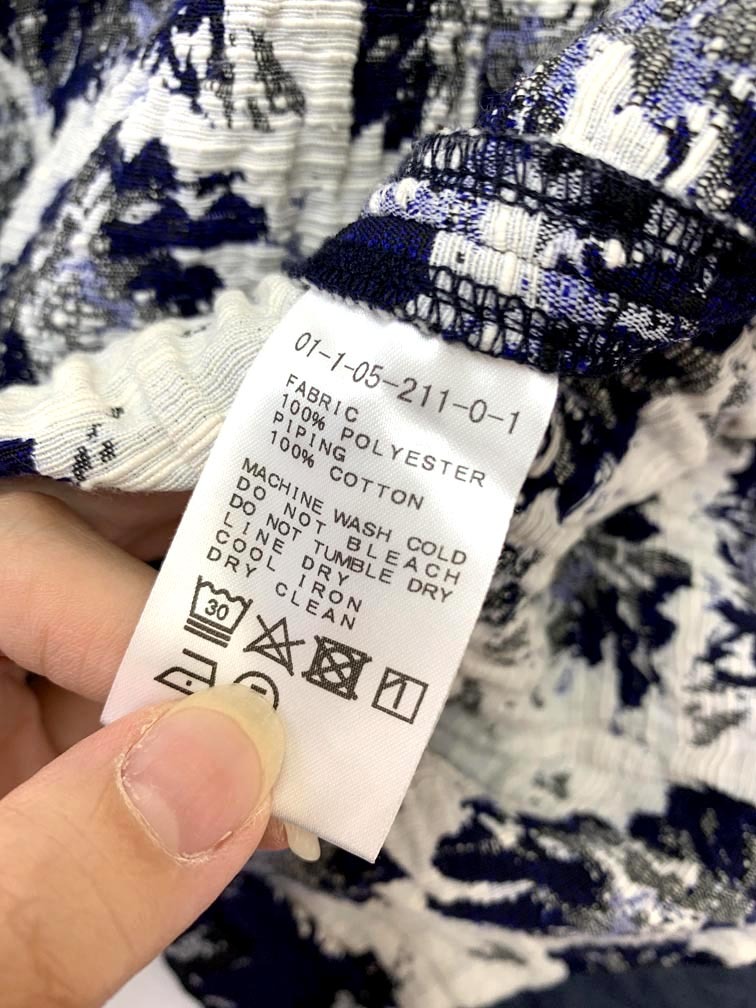 01-1-05-211-0-1
FABRIC
100% POLYESTER
PIPING
100% COTTON
MACHINE WASH COLD
DO NOT BLEACH
DO NOT TUMBLE DRY
LINE DRY
COOL IRON
DRY CLEAN
30